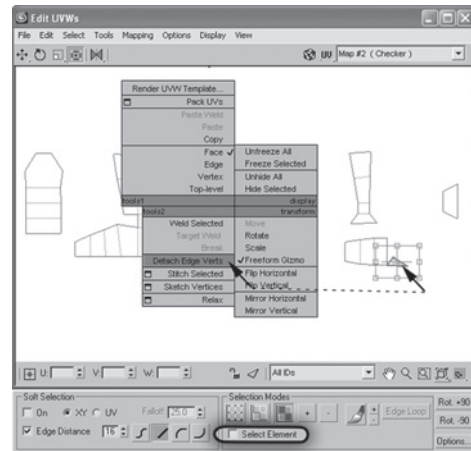 Edit UVWs
File Edit Select Tools Mapping Options Display View
UV Map #2 ( Checker )
Render UVW Template...
Pack UVs
Paste Weld
Paste
Copy
Face
Edge
Vertex
Top-level
Unfreeze All
Freeze Selected
Unhide All
Hide Selected
tools1 display
tools2 transform
Weld Selected
Target Weld
Break
Detach Edge Verts
Stitch Selected
Sketch Vertices
Relax
Move
Rotate
Scale
Freeform Gizmo
Flip Horizontal
Flip Vertical
Mirror Horizontal
Mirror Vertical
U: V: W: All IDs
Soft Selection
On XY UV Falloff: 25.0
Edge Distance 16
Selection Modes
+ - Edge Loop
Select Element
Rot. +90
Rot. -90
Options...